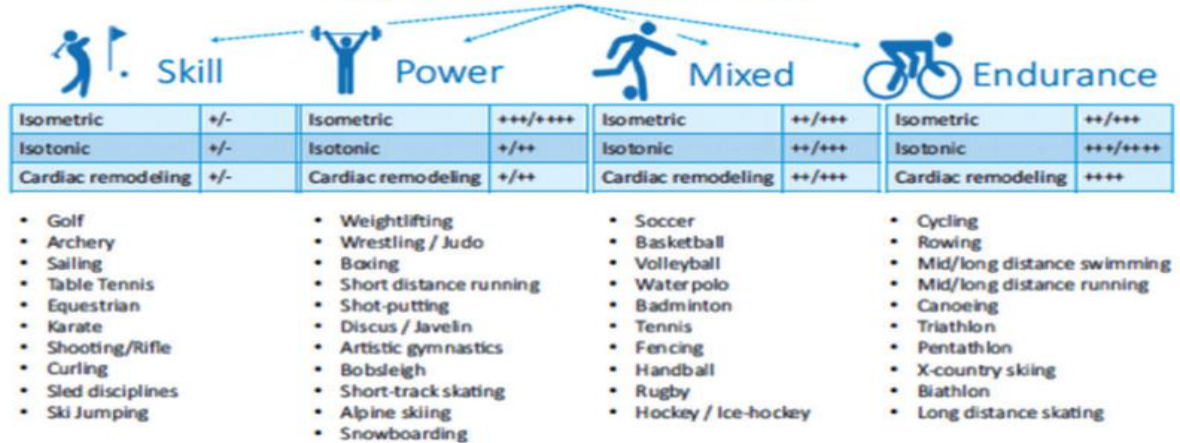 Skill
Isometric +/-
Isotonic +/-
Cardiac remodeling +/-
• Golf
• Archery
• Sailing
• Table Tennis
• Equestrian
• Karate
• Shooting/Rifle
• Curling
• Sled disciplines
• Ski Jumping
Power
Isometric +++/++++
Isotonic +/++
Cardiac remodeling +/++
• Weightlifting
• Wrestling / Judo
• Boxing
• Short distance running
• Shot-putting
• Discus / Javelin
• Artistic gymnastics
• Bobsleigh
• Short-track skating
• Alpine skiing
• Snowboarding
Mixed
Isometric ++/+++
Isotonic ++/+++
Cardiac remodeling ++/+++
• Soccer
• Basketball
• Volleyball
• Waterpolo
• Badminton
• Tennis
• Fencing
• Handball
• Rugby
• Hockey / Ice-hockey
Endurance
Isometric ++/+++
Isotonic +++/++++
Cardiac remodeling ++++
• Cycling
• Rowing
• Mid/long distance swimming
• Mid/long distance running
• Canoeing
• Triathlon
• Pentathlon
• X-country skiing
• Biathlon
• Long distance skating